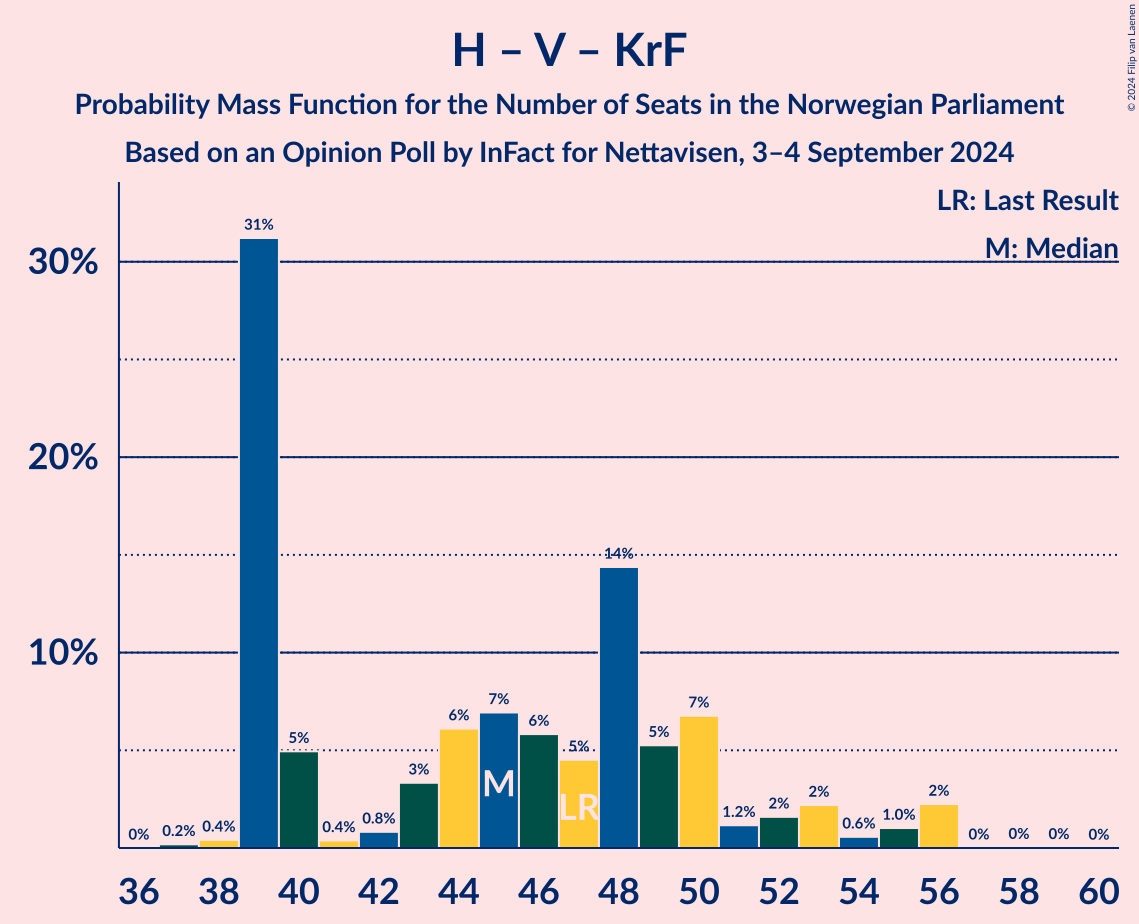 H – V – KrF
Probability Mass Function for the Number of Seats in the Norwegian Parliament
Based on an Opinion Poll by InFact for Nettavisen, 3–4 September 2024
© 2024 Filip van Laenen
LR: Last Result
M: Median
30%
20%
10%
0% 0.2% 0.4% 31% 5% 0.4% 0.8% 3% 6% 7% 6% 5% 14% 5% 7% 1.2% 2% 2% 0.6% 1.0% 2% 0% 0% 0% 0%
M
LR
36 38 40 42 44 46 48 50 52 54 56 58 60